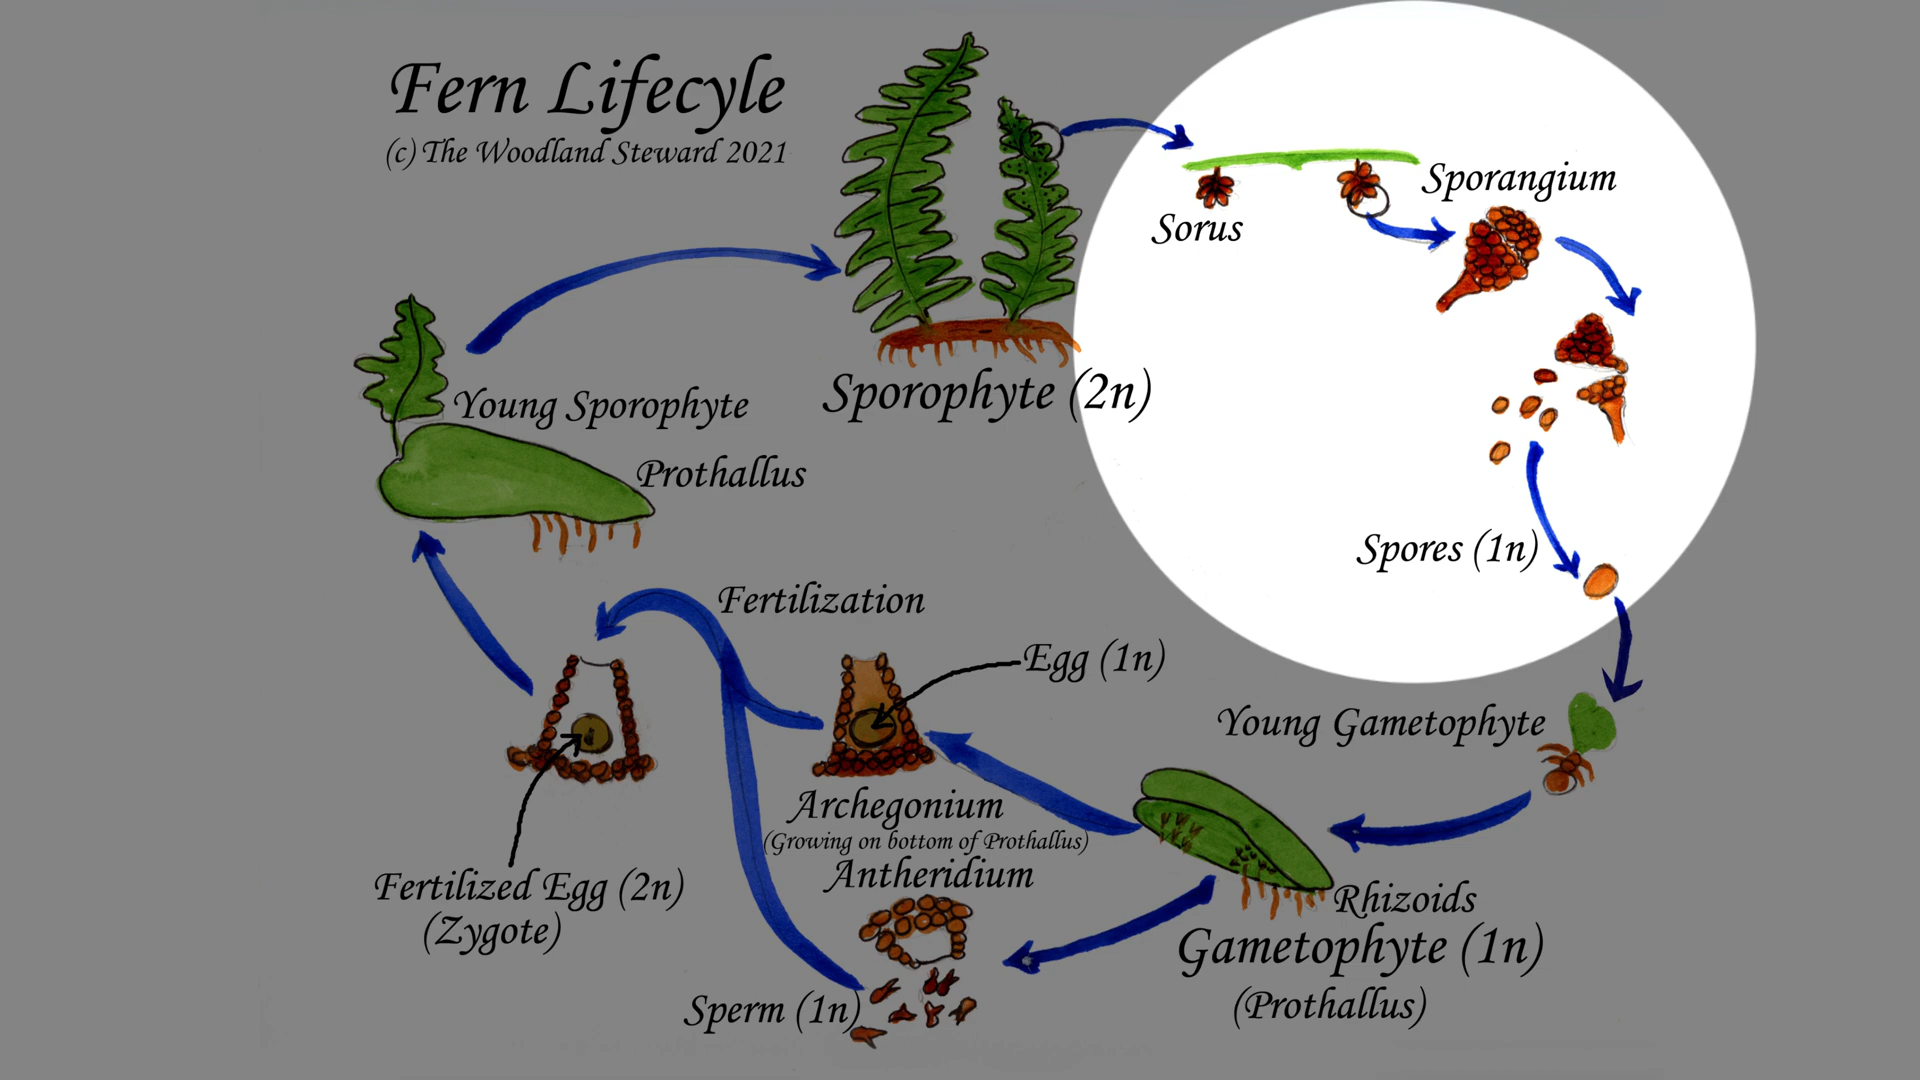 Fern Lifecyle
(c) The Woodland Steward 2021
Sporangium
Sorus
Sporophyte (2n)
Young Sporophyte
Prothallus
Spores (1n)
Fertilization
Egg (1n)
Young Gametophyte
Archegonium
(Growing on bottom of Prothallus)
Antheridium
Fertilized Egg (2n)
(Zygote)
Rhizoids
Gametophyte (1n)
(Prothallus)
Sperm (1n)